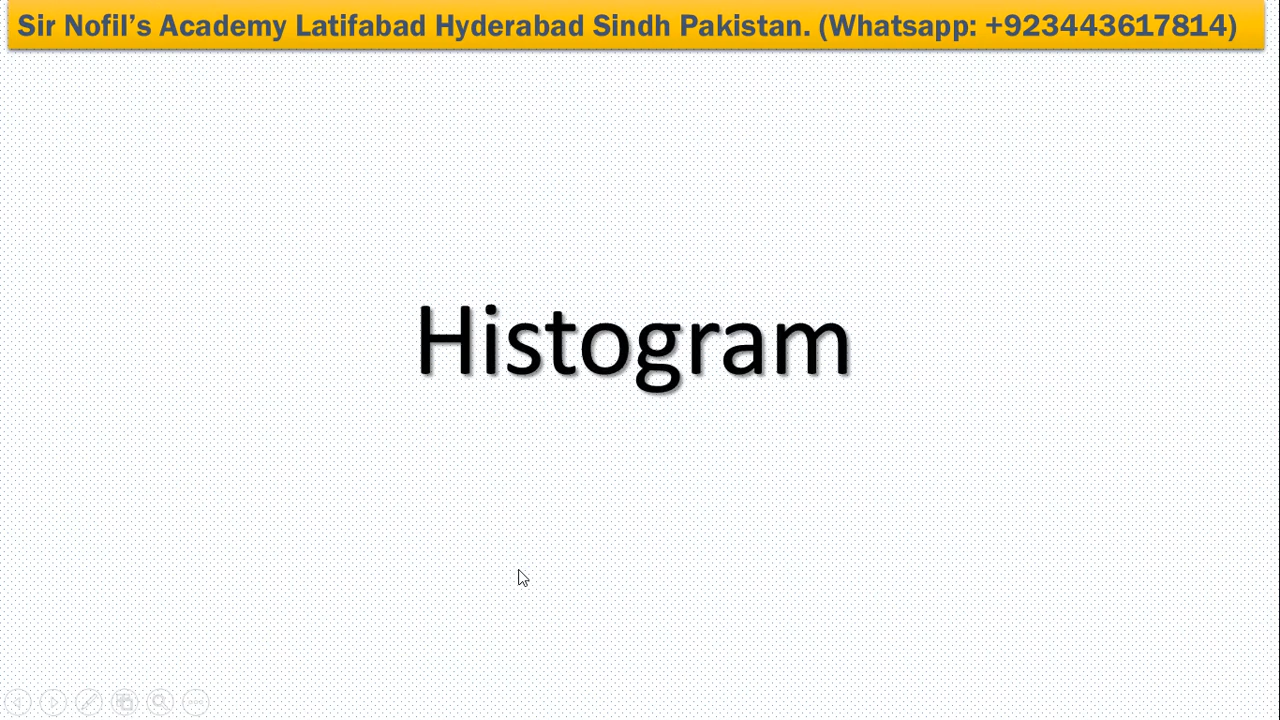 Sir Nofil’s Academy Latifabad Hyderabad Sindh Pakistan. (Whatsapp: +923443617814)
Histogram